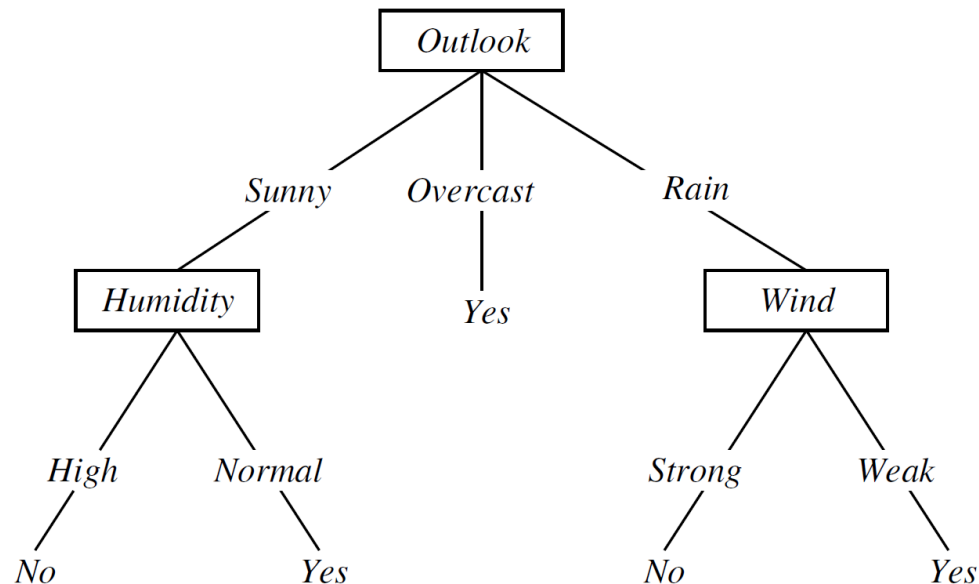 Outlook
Sunny Overcast Rain
Humidity Yes Wind
High Normal Strong Weak
No Yes No Yes